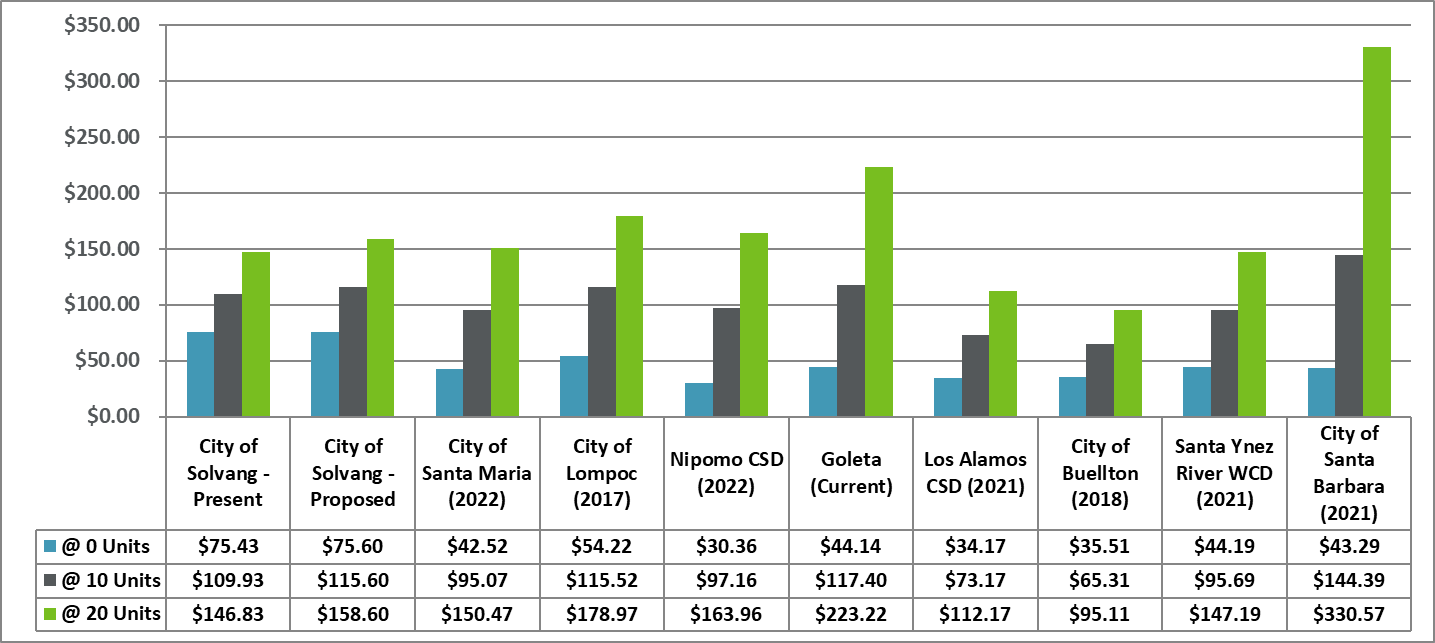 $350.00
$300.00
$250.00
$200.00
$150.00
$100.00
$50.00
$0.00
City of Solvang - Present
City of Solvang - Proposed
City of Santa Maria (2022)
City of Lompoc (2017)
Nipomo CSD (2022)
Goleta (Current)
Los Alamos CSD (2021)
City of Buellton (2018)
Santa Ynez River WCD (2021)
City of Santa Barbara (2021)
@ 0 Units $75.43 $75.60 $42.52 $54.22 $30.36 $44.14 $34.17 $35.51 $44.19 $43.29
@ 10 Units $109.93 $115.60 $95.07 $115.52 $97.16 $117.40 $73.17 $65.31 $95.69 $144.39
@ 20 Units $146.83 $158.60 $150.47 $178.97 $163.96 $223.22 $112.17 $95.11 $147.19 $330.57